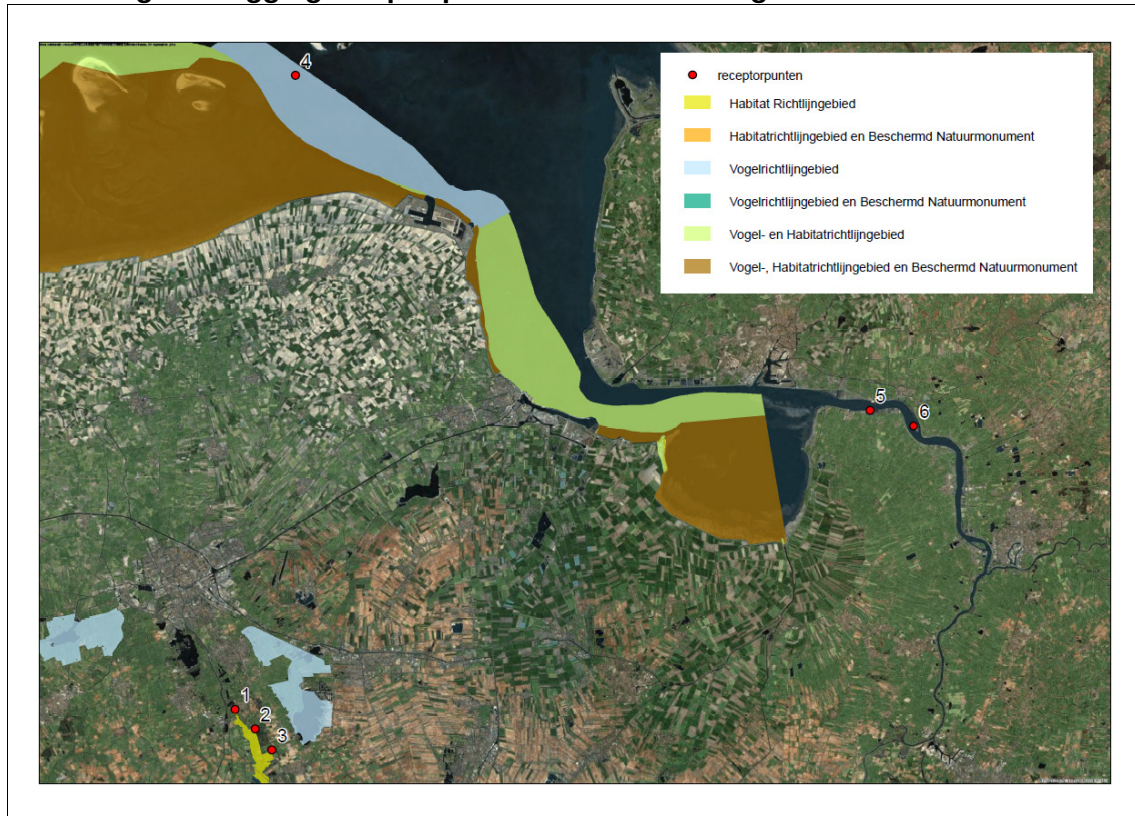 4
receptorpunten
Habitat Richtlijngebied
Habitatrichtlijngebied en Beschermd Natuurmonument
Vogelrichtlijngebied
Vogelrichtlijngebied en Beschermd Natuurmonument
Vogel- en Habitatrichtlijngebied
Vogel-, Habitatrichtlijngebied en Beschermd Natuurmonument
5
6
1
2
3